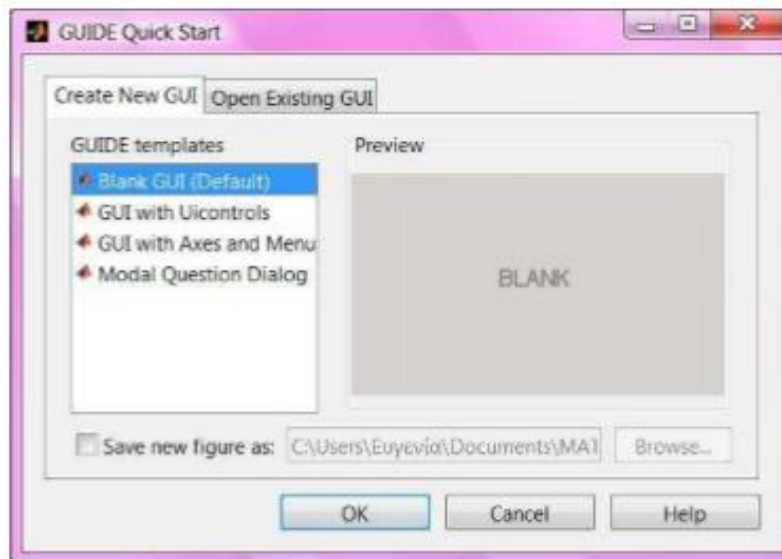 GUIDE Quick Start
Create New GUI
Open Existing GUI
GUIDE templates
Blank GUI (Default)
GUI with Uicontrols
GUI with Axes and Menu
Modal Question Dialog
Preview
BLANK
Save new figure as:
C:\Users\Ευγενία\Documents\MAT
Browse...
OK
Cancel
Help